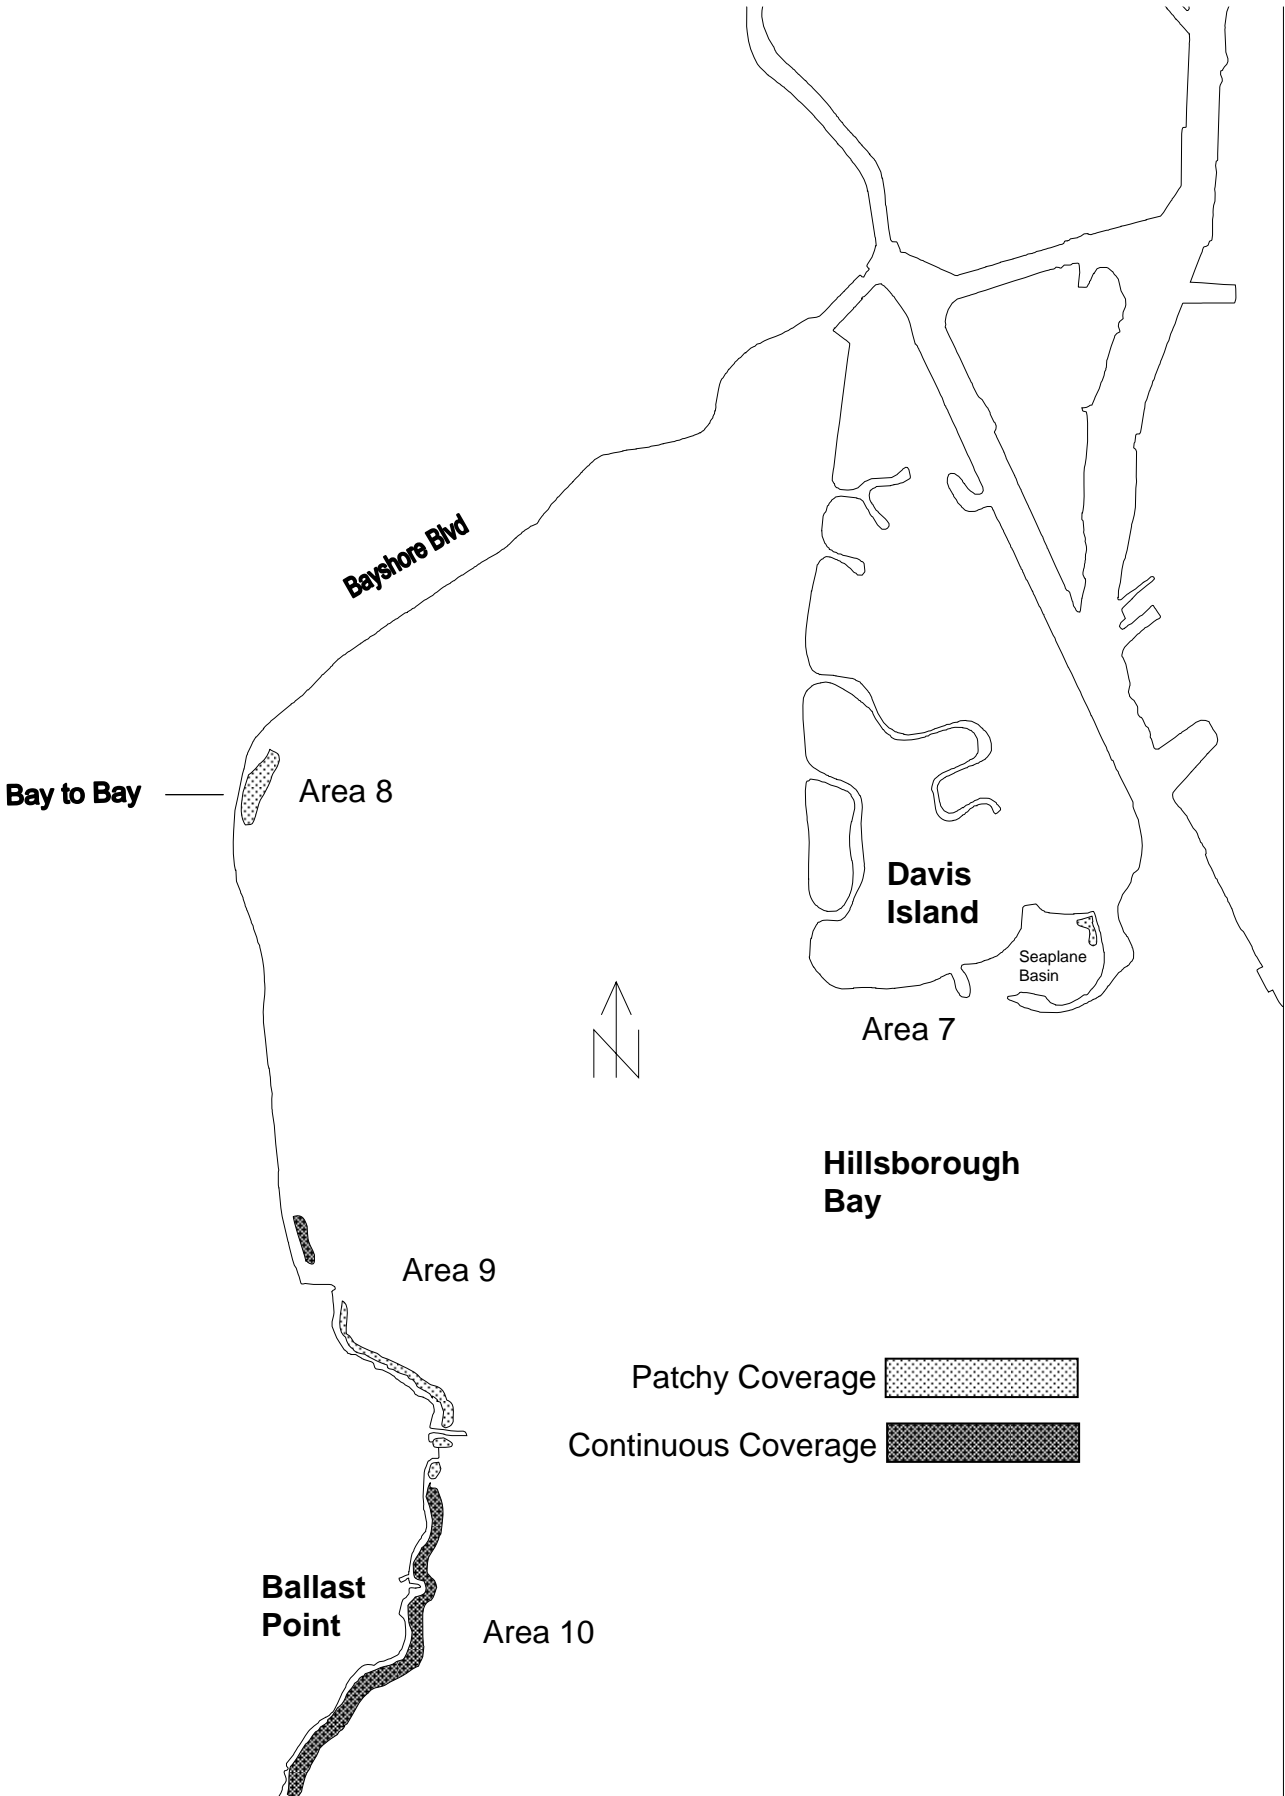 Bayshore Blvd
Bay to Bay
Area 8
Davis
Island
Seaplane
Basin
Area 7
Hillsborough
Bay
Area 9
Patchy Coverage
Continuous Coverage
Ballast
Point
Area 10
N